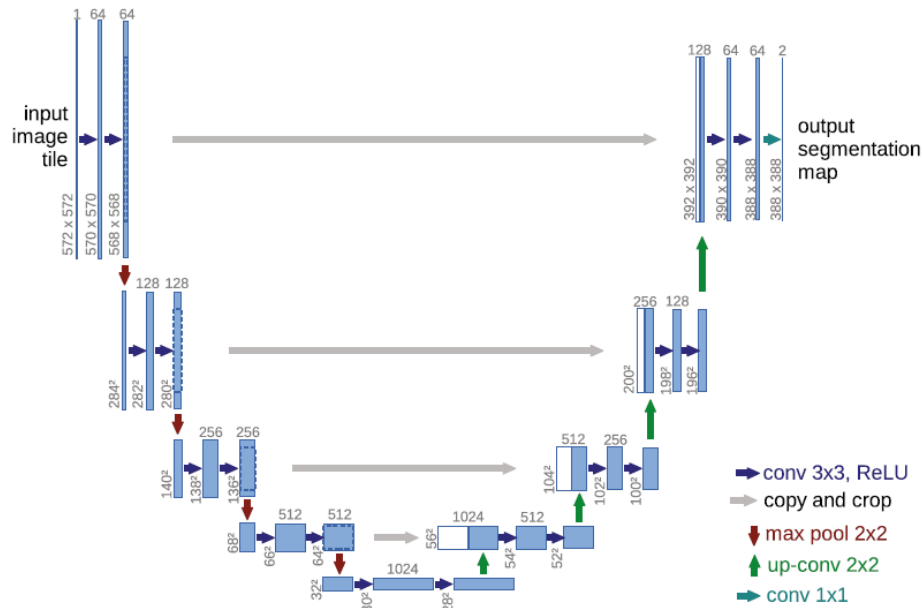 1 64 64
128 64 64 2
input
image
tile
output
segmentation
map
572 x 572
570 x 570
568 x 568
392 x 392
390 x 390
388 x 388
388 x 388
128 128
256 128
284²
282²
280²
200²
198²
196²
256 256
512 256
140²
138²
136²
104²
102²
100²
512 512
1024 512
68²
66²
64²
56²
54²
52²
1024
32²
30²
28²
conv 3x3, ReLU
copy and crop
max pool 2x2
up-conv 2x2
conv 1x1